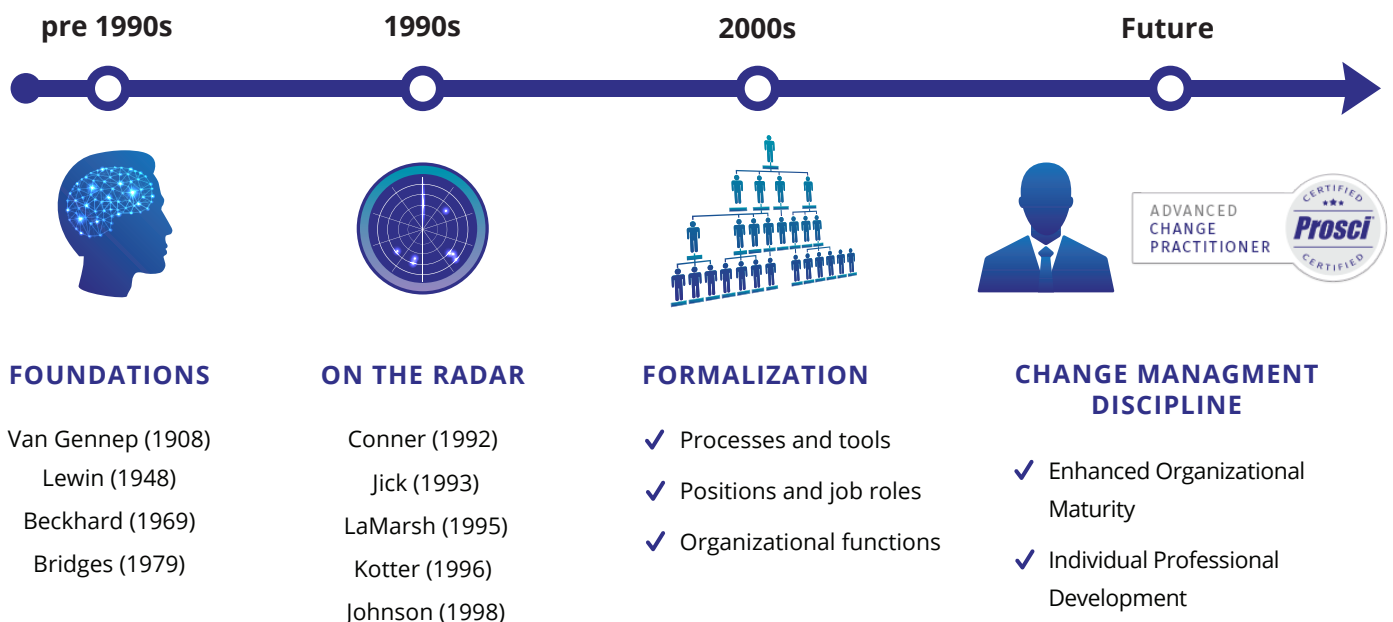 pre 1990s
1990s
2000s
Future
ADVANCED
CHANGE
PRACTITIONER
CERTIFIED
Prosci
CERTIFIED
FOUNDATIONS
Van Gennep (1908)
Lewin (1948)
Beckhard (1969)
Bridges (1979)
ON THE RADAR
Conner (1992)
Jick (1993)
LaMarsh (1995)
Kotter (1996)
Johnson (1998)
FORMALIZATION
Processes and tools
Positions and job roles
Organizational functions
CHANGE MANAGMENT
DISCIPLINE
Enhanced Organizational
Maturity
Individual Professional
Development